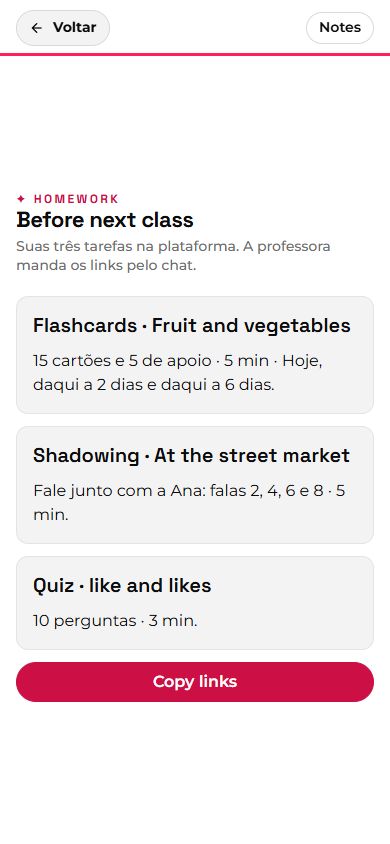 ← Voltar
Notes
✦ HOMEWORK
Before next class
Suas três tarefas na plataforma. A professora
manda os links pelo chat.
Flashcards · Fruit and vegetables
15 cartões e 5 de apoio · 5 min · Hoje,
daqui a 2 dias e daqui a 6 dias.
Shadowing · At the street market
Fale junto com a Ana: falas 2, 4, 6 e 8 · 5
min.
Quiz · like and likes
10 perguntas · 3 min.
Copy links